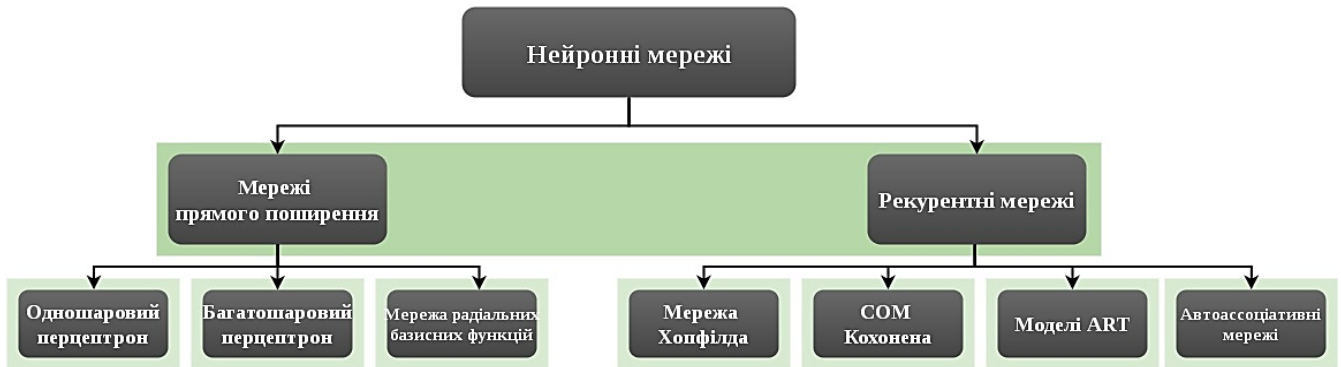 Нейронні мережі
Мережі
прямого поширення
Рекурентні мережі
Одношаровий
перцептрон
Багатошаровий
перцептрон
Мережа радіальних
базисних функцій
Мережа
Хопфілда
СОМ
Кохонена
Моделі ART
Автоассоціативні
мережі